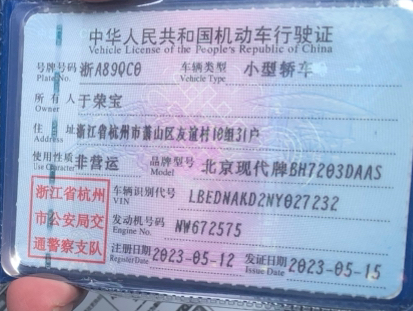 中华人民共和国机动车行驶证
Vehicle License of the People's Republic of China
号牌号码 浙A89QC0 车辆类型 小型轿车
Plate No. Vehicle Type
所有人 于荣宝
Owner
住址 浙江省杭州市萧山区友谊村10组31户
Address
使用性质 非营运 品牌型号 北京现代牌BH7203DAAS
Use Character Model
浙江省杭州市公安局交通警察支队
车辆识别代号 LBEDNAKD2NY027232
VIN
发动机号码 NW672575
Engine No.
注册日期 2023-05-12 发证日期 2023-05-15
Register Date Issue Date